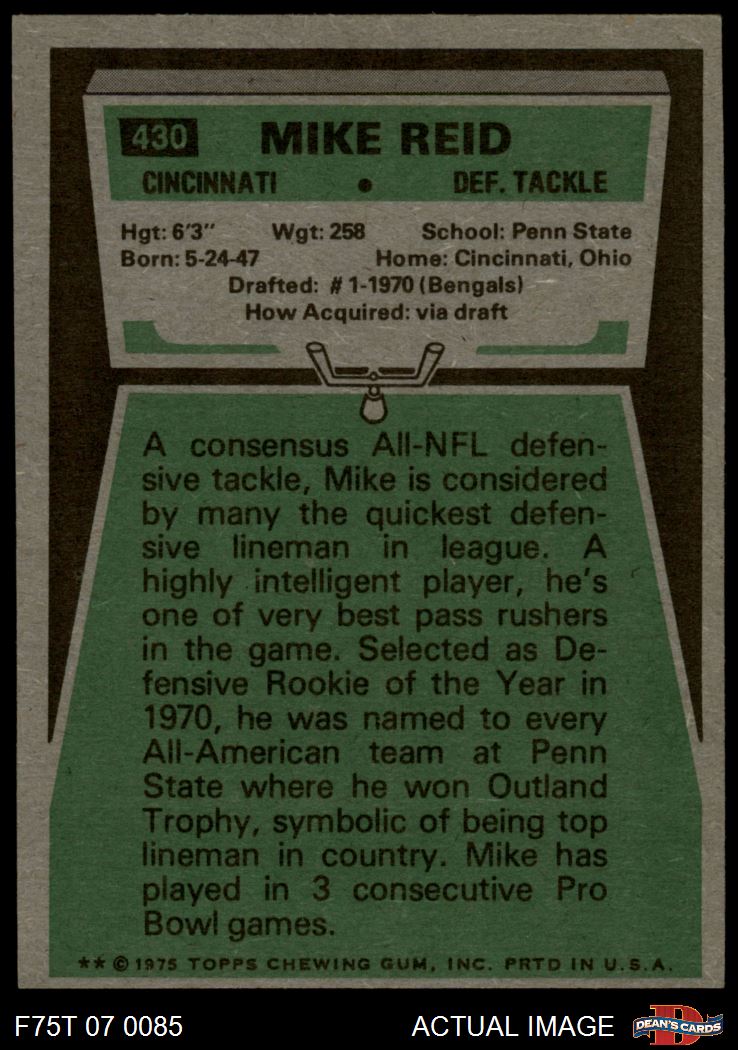 430 MIKE REID
CINCINNATI • DEF. TACKLE
Hgt: 6'3" Wgt: 258 School: Penn State
Born: 5-24-47 Home: Cincinnati, Ohio
Drafted: #1-1970 (Bengals)
How Acquired: via draft
A consensus All-NFL defen-
sive tackle, Mike is considered
by many the quickest defen-
sive lineman in league. A
highly intelligent player, he's
one of very best pass rushers
in the game. Selected as De-
fensive Rookie of the Year in
1970, he was named to every
All-American team at Penn
State where he won Outland
Trophy, symbolic of being top
lineman in country. Mike has
played in 3 consecutive Pro
Bowl games.
** © 1975 TOPPS CHEWING GUM, INC. PRTD IN U.S.A.
F75T 07 0085 ACTUAL IMAGE D DEAN'S CARDS